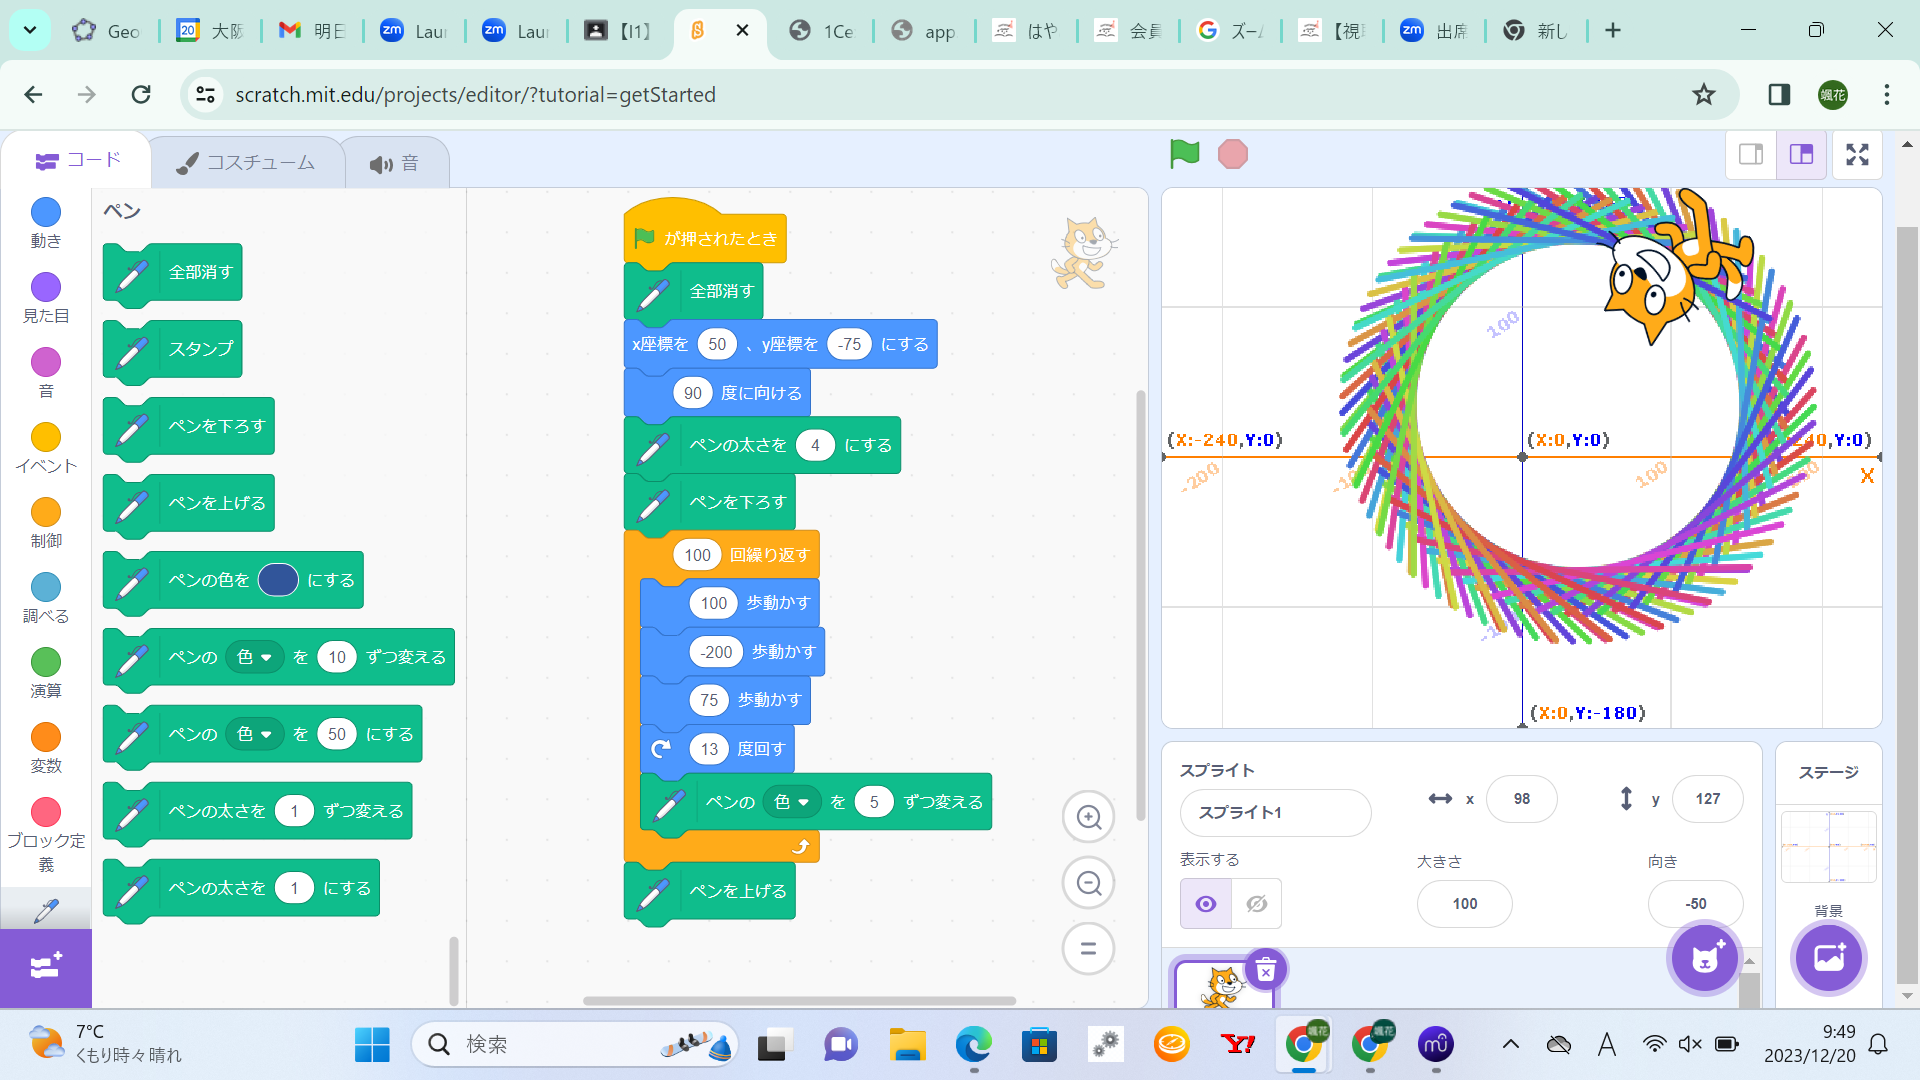 Geo
20
大阪
明日
zm
Laun
zm
Laun
【I1】
1Ce
app
はや
会員
ズーム
【視聴
zm
出席
新し
scratch.mit.edu/projects/editor/?tutorial=getStarted
颯花
コード
コスチューム
音
動き
見た目
音
イベント
制御
調べる
演算
変数
ブロック定義
ペン
全部消す
スタンプ
ペンを下ろす
ペンを上げる
ペンの色を にする
ペンの 色 を 10 ずつ変える
ペンの 色 を 50 にする
ペンの太さを 1 ずつ変える
ペンの太さを 1 にする
が押されたとき
全部消す
x座標を 50 、y座標を -75 にする
90 度に向ける
ペンの太さを 4 にする
ペンを下ろす
100 回繰り返す
100 歩動かす
-200 歩動かす
75 歩動かす
13 度回す
ペンの 色 を 5 ずつ変える
ペンを上げる
100
(X:-240,Y:0)
(X:0,Y:0)
240,Y:0)
-200
100
X
(X:0,Y:-180)
スプライト
スプライト1
x 98
y 127
表示する
大きさ
100
向き
-50
ステージ
背景
7°C
くもり時々晴れ
検索
Y!
颯花
颯花
A
9:49
2023/12/20